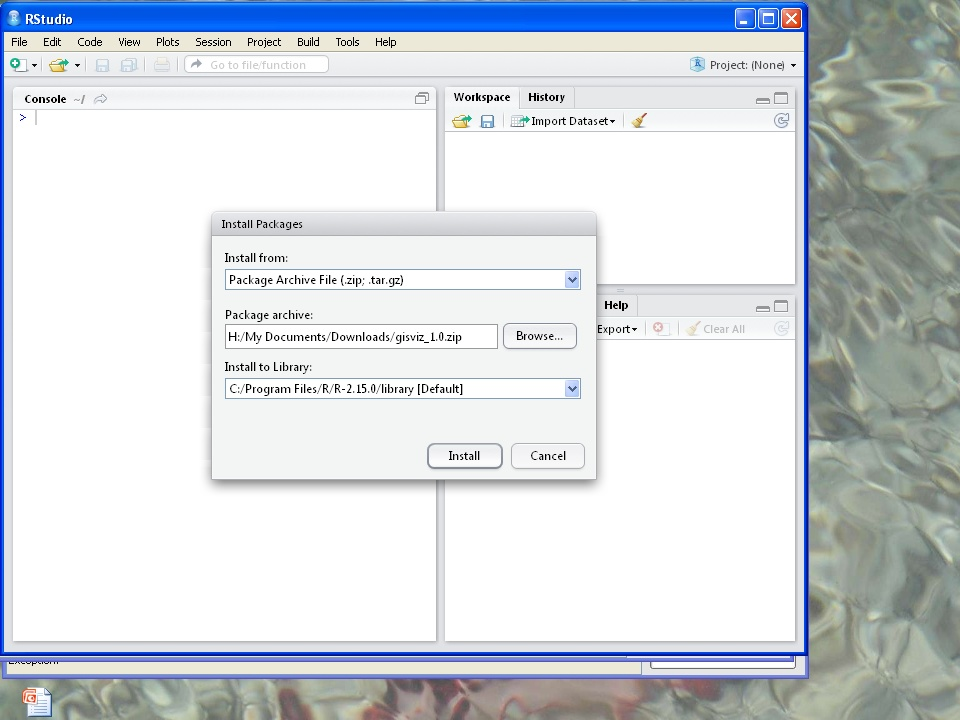 RStudio
File Edit Code View Plots Session Project Build Tools Help
Go to file/function
Project: (None)
Console ~/
>
Workspace History
Import Dataset
Install Packages
Install from:
Package Archive File (.zip; .tar.gz)
Package archive:
H:/My Documents/Downloads/gisviz_1.0.zip
Browse...
Install to Library:
C:/Program Files/R/R-2.15.0/library [Default]
Install Cancel
Help
Export Clear All